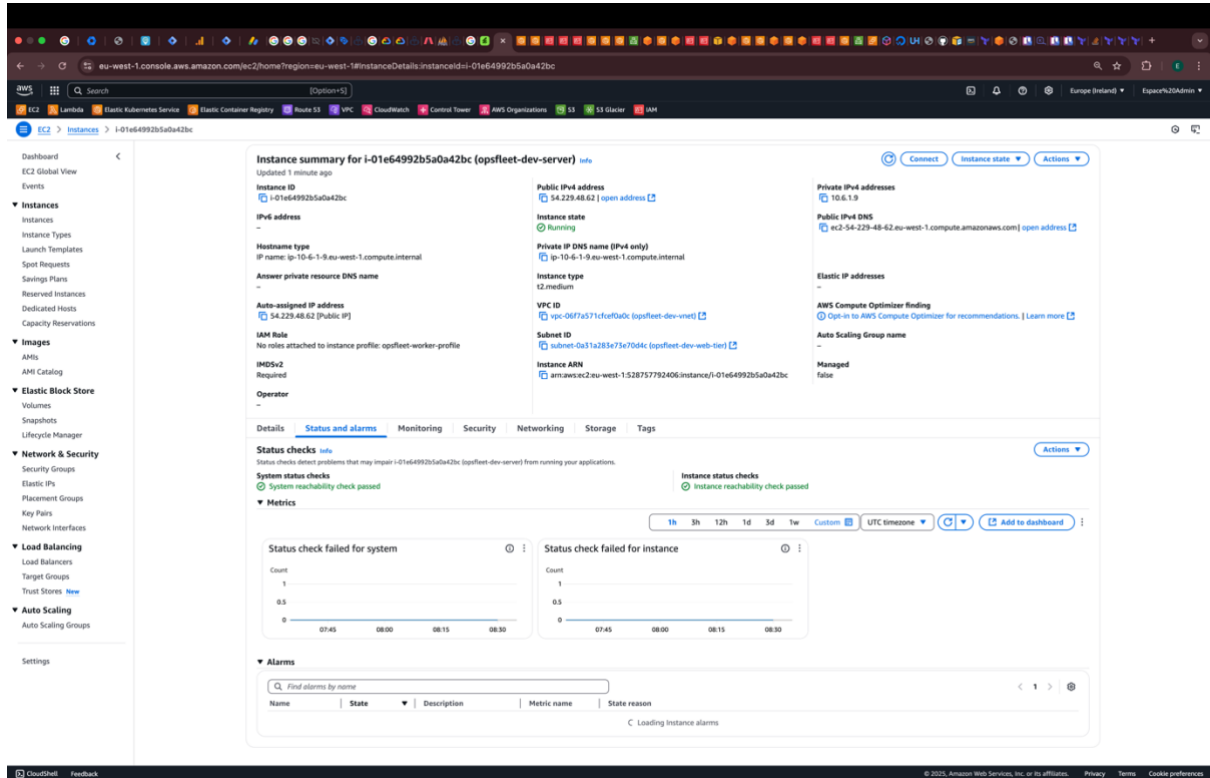 eu-west-1.console.aws.amazon.com/ec2/home?region=eu-west-1#InstanceDetails:instanceId=i-01e64992b5a0a42bc
aws Search [Option+S] Europe (Ireland) Espace%20Admin
EC2 Lambda Elastic Kubernetes Service Elastic Container Registry Route 53 VPC CloudWatch Control Tower AWS Organizations S3 S3 Glacier IAM
EC2 > Instances > i-01e64992b5a0a42bc
Dashboard
EC2 Global View
Events
Instances
Instances
Instance Types
Launch Templates
Spot Requests
Savings Plans
Reserved Instances
Dedicated Hosts
Capacity Reservations
Images
AMIs
AMI Catalog
Elastic Block Store
Volumes
Snapshots
Lifecycle Manager
Network & Security
Security Groups
Elastic IPs
Placement Groups
Key Pairs
Network Interfaces
Load Balancing
Load Balancers
Target Groups
Trust Stores New
Auto Scaling
Auto Scaling Groups
Settings
Instance summary for i-01e64992b5a0a42bc (opsfleet-dev-server) Info
Updated 1 minute ago
Connect Instance state Actions
Instance ID
i-01e64992b5a0a42bc
Public IPv4 address
54.229.48.62 | open address
Private IPv4 addresses
10.6.1.9
IPv6 address
–
Instance state
Running
Public IPv4 DNS
ec2-54-229-48-62.eu-west-1.compute.amazonaws.com | open address
Hostname type
IP name: ip-10-6-1-9.eu-west-1.compute.internal
Private IP DNS name (IPv4 only)
ip-10-6-1-9.eu-west-1.compute.internal
Answer private resource DNS name
–
Instance type
t2.medium
Elastic IP addresses
–
Auto-assigned IP address
54.229.48.62 [Public IP]
VPC ID
vpc-06f7a571cfcef0a0c (opsfleet-dev-vnet)
AWS Compute Optimizer finding
Opt-in to AWS Compute Optimizer for recommendations. | Learn more
IAM Role
No roles attached to instance profile: opsfleet-worker-profile
Subnet ID
subnet-0a31a283e73e70d4c (opsfleet-dev-web-tier)
Auto Scaling Group name
–
IMDSv2
Required
Instance ARN
arn:aws:ec2:eu-west-1:528757792406:instance/i-01e64992b5a0a42bc
Managed
false
Operator
–
Details Status and alarms Monitoring Security Networking Storage Tags
Status checks Info
Actions
Status checks detect problems that may impair i-01e64992b5a0a42bc (opsfleet-dev-server) from running your applications.
System status checks
System reachability check passed
Instance status checks
Instance reachability check passed
Metrics
1h 3h 12h 1d 3d 1w Custom UTC timezone Add to dashboard
Status check failed for system
Count
1
0.5
0
07:45 08:00 08:15 08:30
Status check failed for instance
Count
1
0.5
0
07:45 08:00 08:15 08:30
Alarms
Find alarms by name
1
Name State Description Metric name State reason
Loading Instance alarms
CloudShell Feedback © 2025, Amazon Web Services, Inc. or its affiliates. Privacy Terms Cookie preferences